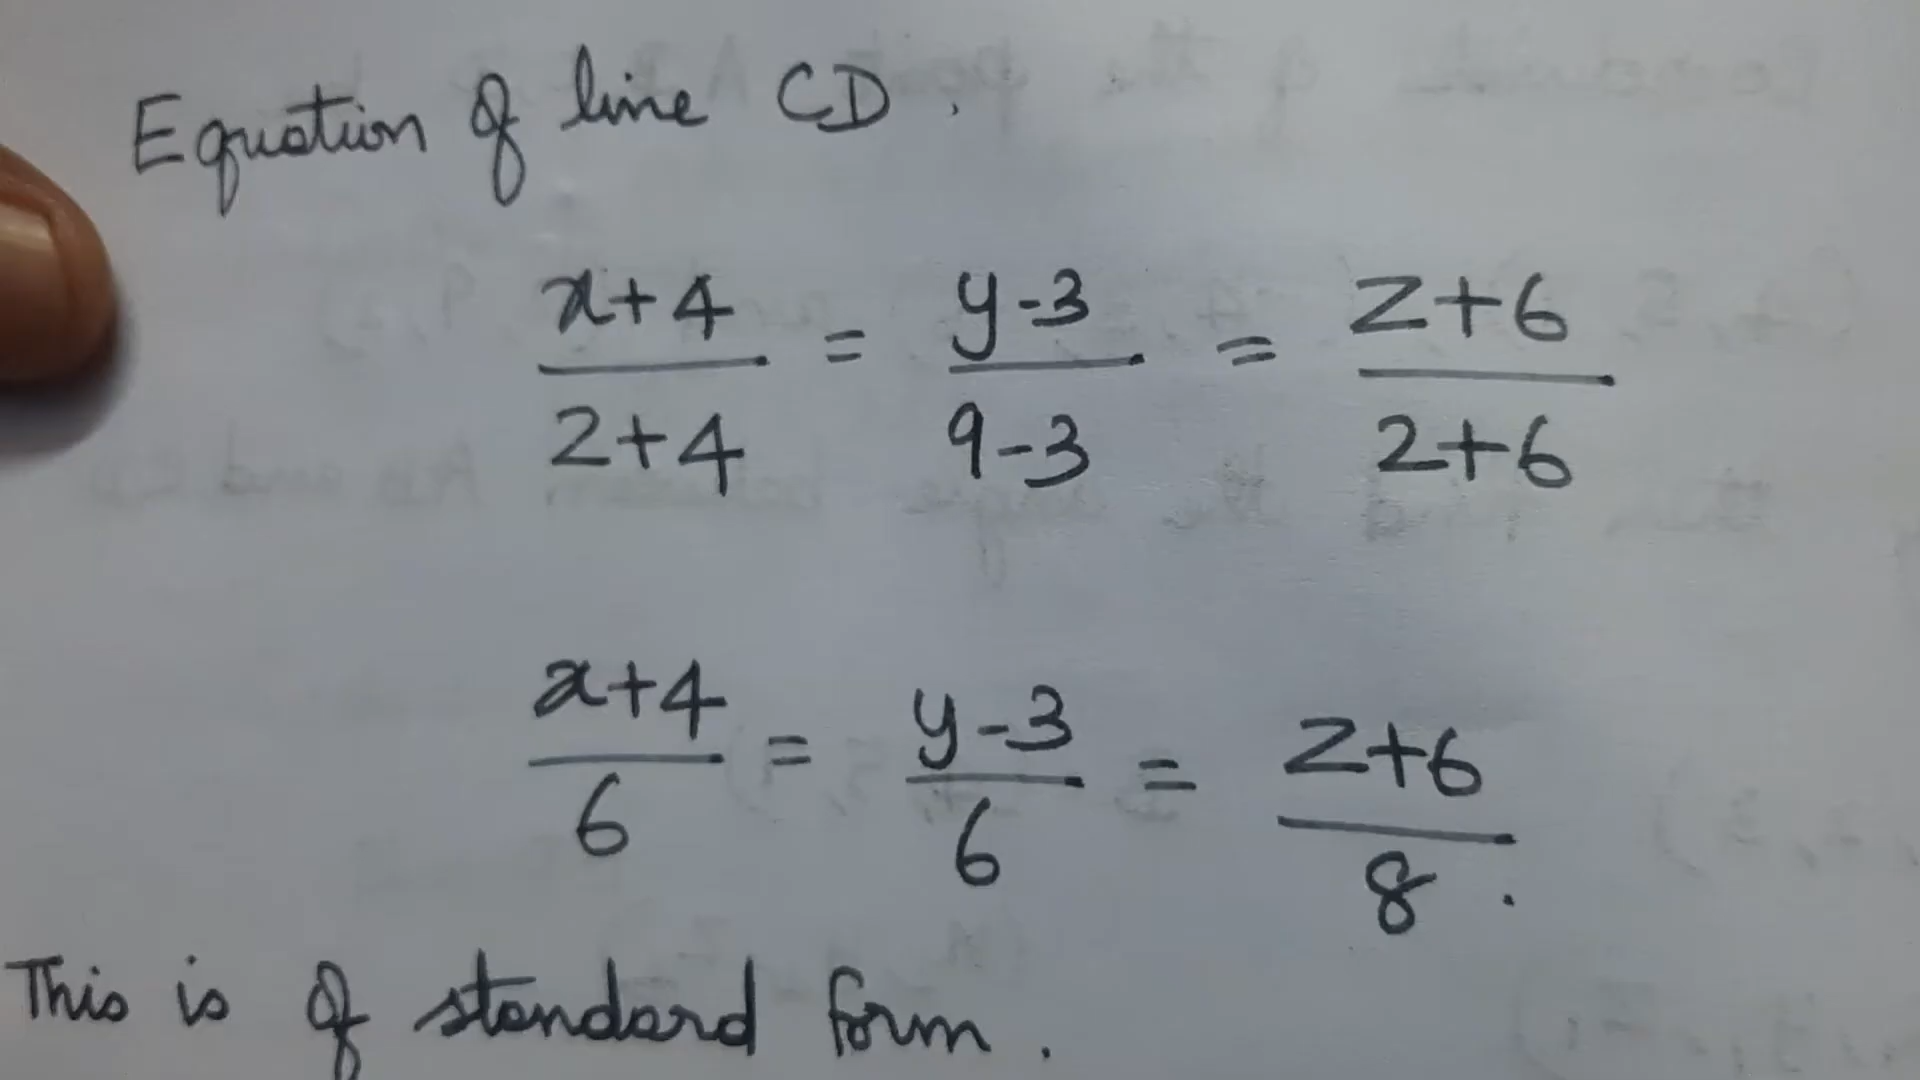 Equation of line CD.
x+4/2+4 = y-3/9-3 = z+6/2+6
x+4/6 = y-3/6 = z+6/8.
This is of standard form.